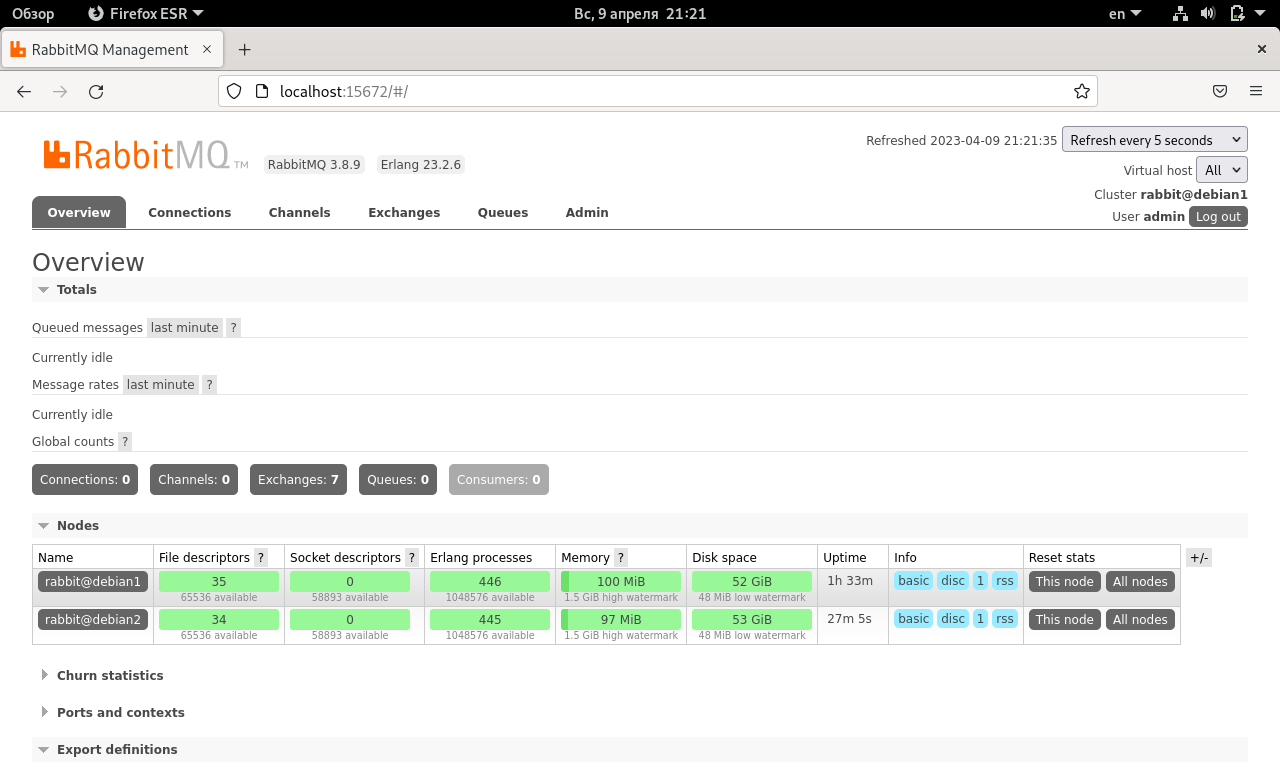 Обзор Firefox ESR Вс, 9 апреля 21:21 en
RabbitMQ Management
localhost:15672/#/
RabbitMQ TM RabbitMQ 3.8.9 Erlang 23.2.6
Refreshed 2023-04-09 21:21:35 Refresh every 5 seconds
Virtual host All
Cluster rabbit@debian1
User admin Log out
Overview Connections Channels Exchanges Queues Admin
Overview
Totals
Queued messages last minute ?
Currently idle
Message rates last minute ?
Currently idle
Global counts ?
Connections: 0 Channels: 0 Exchanges: 7 Queues: 0 Consumers: 0
Nodes
Name File descriptors ? Socket descriptors ? Erlang processes Memory ? Disk space Uptime Info Reset stats +/-
rabbit@debian1 35 0 446 100 MiB 52 GiB 1h 33m basic disc 1 rss This node All nodes
65536 available 58893 available 1048576 available 1.5 GiB high watermark 48 MiB low watermark
rabbit@debian2 34 0 445 97 MiB 53 GiB 27m 5s basic disc 1 rss This node All nodes
65536 available 58893 available 1048576 available 1.5 GiB high watermark 48 MiB low watermark
Churn statistics
Ports and contexts
Export definitions